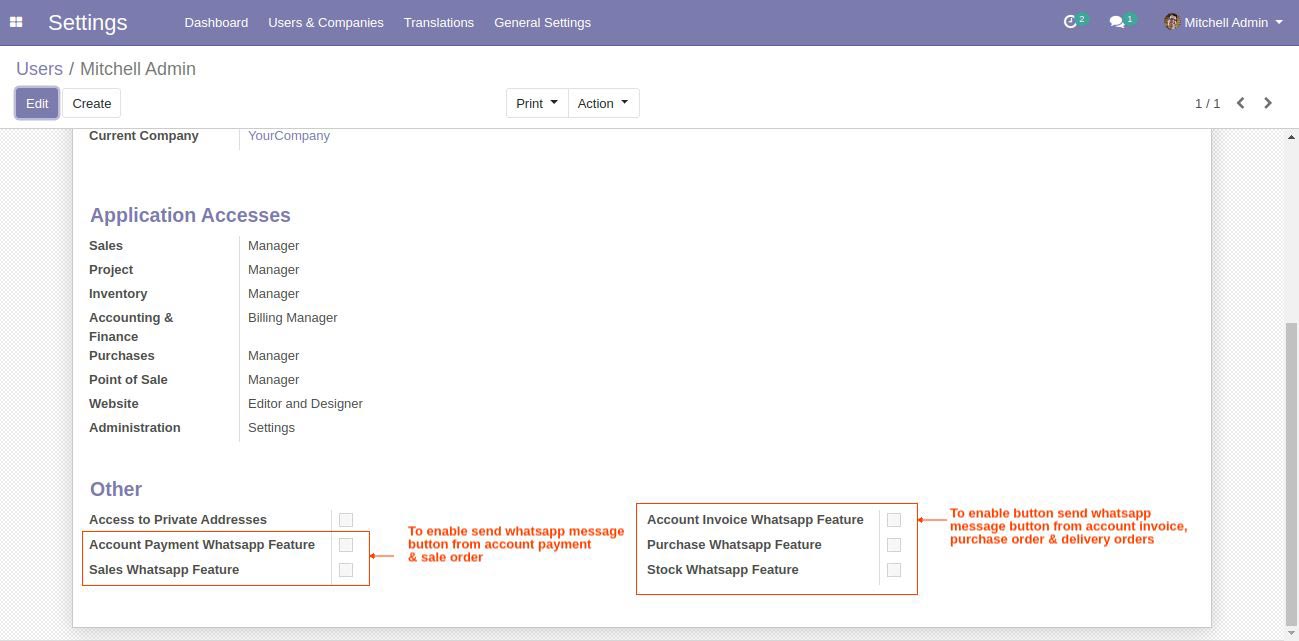 Settings Dashboard Users & Companies Translations General Settings 2 1 Mitchell Admin
Users / Mitchell Admin
Edit Create Print Action 1 / 1
Current Company YourCompany
Application Accesses
Sales Manager
Project Manager
Inventory Manager
Accounting & Finance Billing Manager
Purchases Manager
Point of Sale Manager
Website Editor and Designer
Administration Settings
Other
Access to Private Addresses
Account Payment Whatsapp Feature
Sales Whatsapp Feature
To enable send whatsapp message
button from account payment
& sale order
Account Invoice Whatsapp Feature
Purchase Whatsapp Feature
Stock Whatsapp Feature
To enable button send whatsapp
message button from account invoice,
purchase order & delivery orders